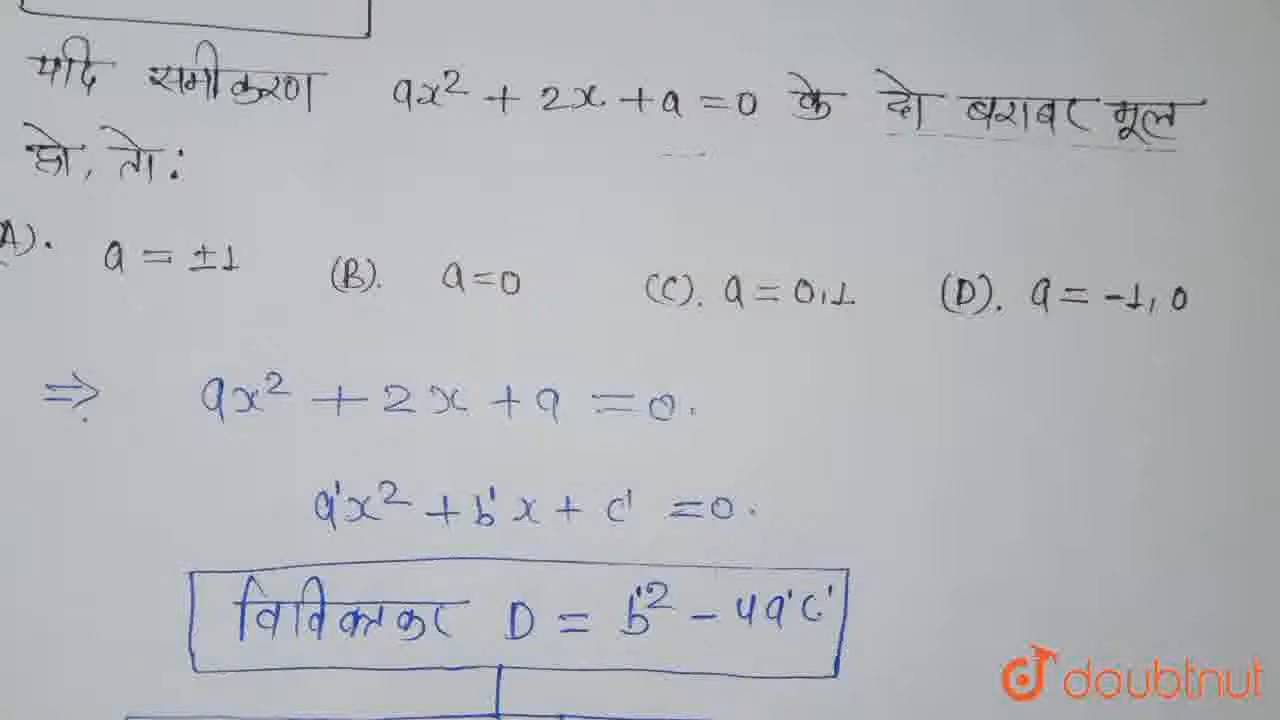 यदि समीकरण ax² + 2x + a = 0 के दो बराबर मूल
हो, तो :
A). a = ±1 (B). a=0 (C). a = 0,1 (D). a = -1, 0
⇒ ax² + 2x + a = 0.
a'x² + b'x + c' = 0.
विविक्तकर D = b'² - 4a'c'
doubtnut